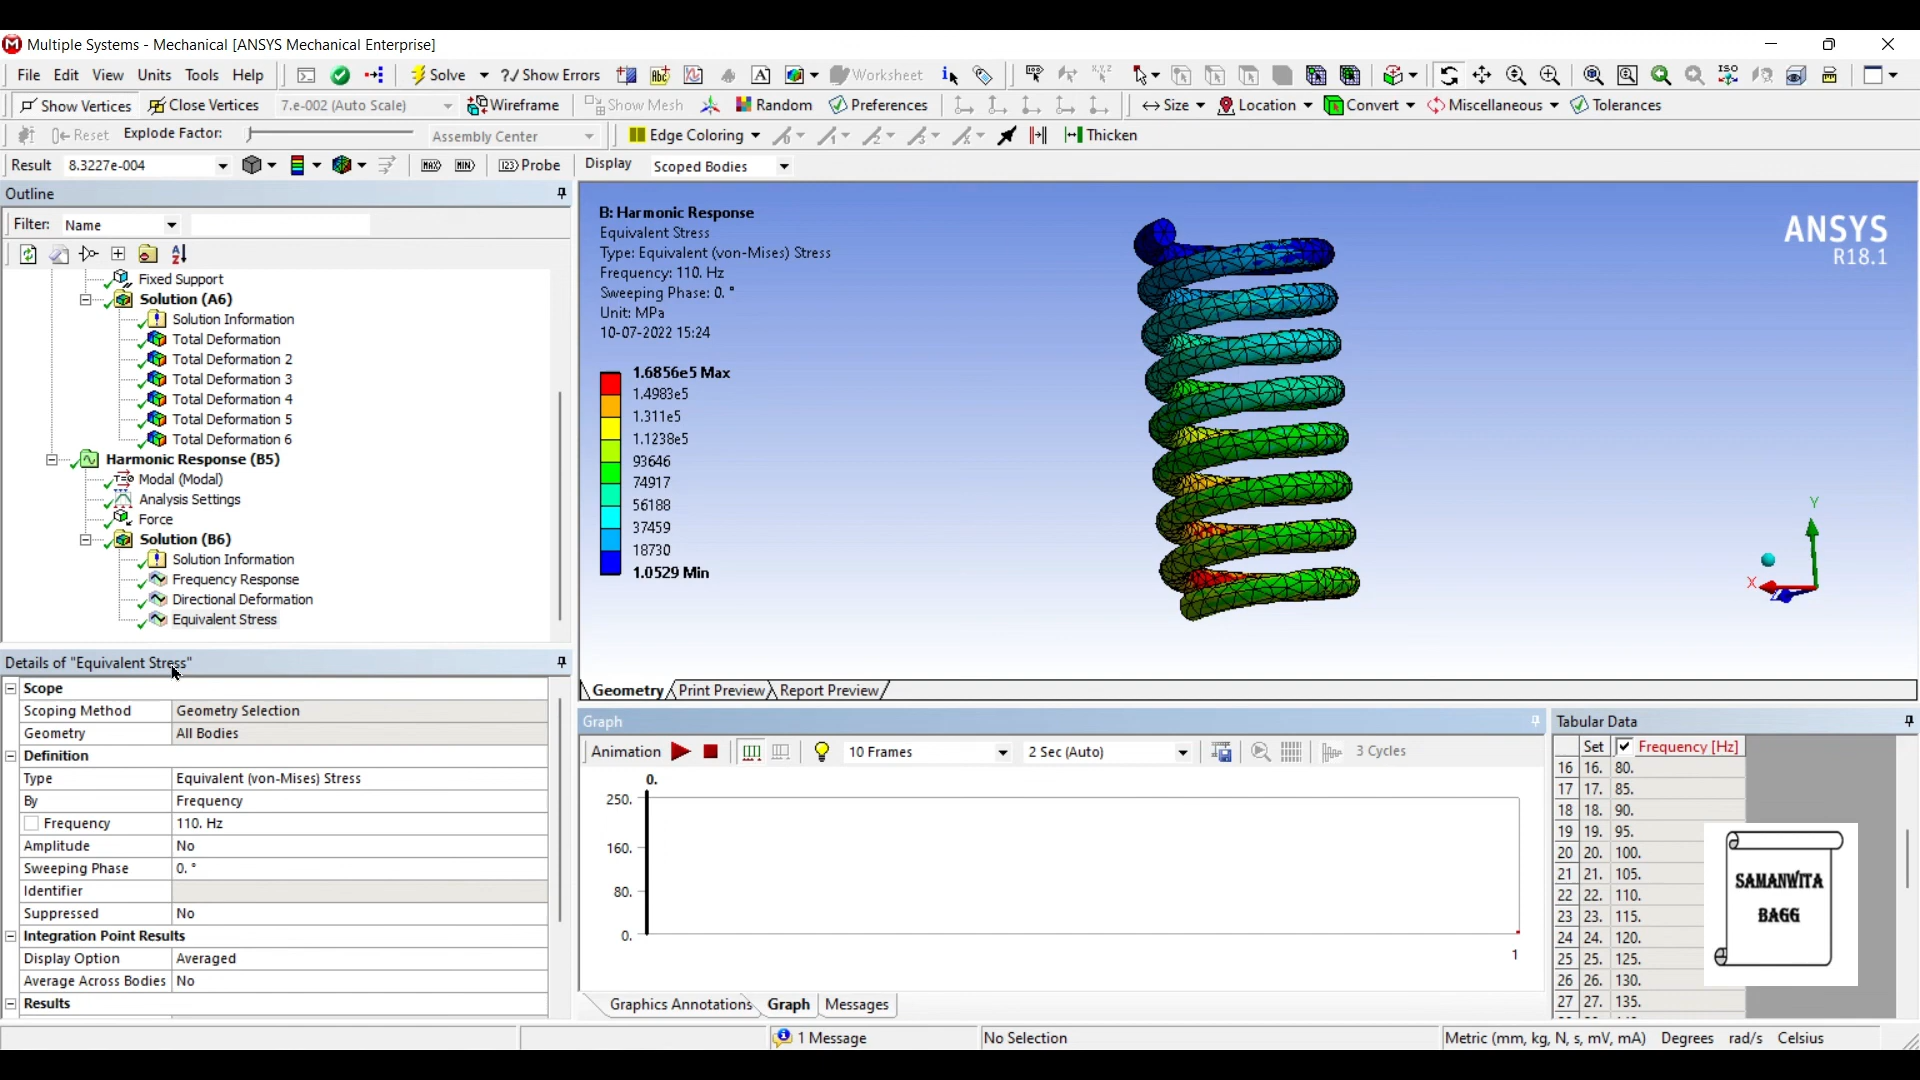 Multiple Systems - Mechanical [ANSYS Mechanical Enterprise]
File Edit View Units Tools Help Solve ?/ Show Errors Worksheet
Show Vertices Close Vertices 7.e-002 (Auto Scale) Wireframe Show Mesh Random Preferences Size Location Convert Miscellaneous Tolerances
Reset Explode Factor: Assembly Center Edge Coloring Thicken
Result 8.3227e-004 MAX MIN Probe Display Scoped Bodies
Outline
Filter: Name
Fixed Support
Solution (A6)
Solution Information
Total Deformation
Total Deformation 2
Total Deformation 3
Total Deformation 4
Total Deformation 5
Total Deformation 6
Harmonic Response (B5)
Modal (Modal)
Analysis Settings
Force
Solution (B6)
Solution Information
Frequency Response
Directional Deformation
Equivalent Stress
Details of "Equivalent Stress"
Scope
Scoping Method Geometry Selection
Geometry All Bodies
Definition
Type Equivalent (von-Mises) Stress
By Frequency
Frequency 110. Hz
Amplitude No
Sweeping Phase 0. °
Identifier
Suppressed No
Integration Point Results
Display Option Averaged
Average Across Bodies No
Results
B: Harmonic Response
Equivalent Stress
Type: Equivalent (von-Mises) Stress
Frequency: 110. Hz
Sweeping Phase: 0. °
Unit: MPa
10-07-2022 15:24
1.6856e5 Max
1.4983e5
1.311e5
1.1238e5
93646
74917
56188
37459
18730
1.0529 Min
ANSYS
R18.1
Y
X
Geometry Print Preview Report Preview
Graph
Animation 10 Frames 2 Sec (Auto) 3 Cycles
0.
250.
160.
80.
0.
1
Graphics Annotations Graph Messages
Tabular Data
Set Frequency [Hz]
16 16. 80.
17 17. 85.
18 18. 90.
19 19. 95.
20 20. 100.
21 21. 105.
22 22. 110.
23 23. 115.
24 24. 120.
25 25. 125.
26 26. 130.
27 27. 135.
SAMANWITA
BAGG
1 Message No Selection Metric (mm, kg, N, s, mV, mA) Degrees rad/s Celsius